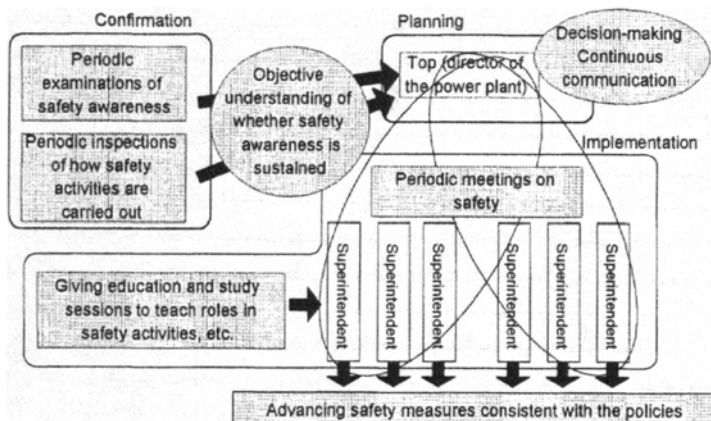 Confirmation
Periodic
examinations of
safety awareness
Periodic inspections
of how safety
activities are
carried out
Objective
understanding of
whether safety
awareness is
sustained
Planning
Top (director of
the power plant)
Decision-making
Continuous
communication
Implementation
Periodic meetings on
safety
Superintendent
Superintendent
Superintendent
Superintendent
Superintendent
Superintendent
Giving education and study
sessions to teach roles in
safety activities, etc.
Advancing safety measures consistent with the policies